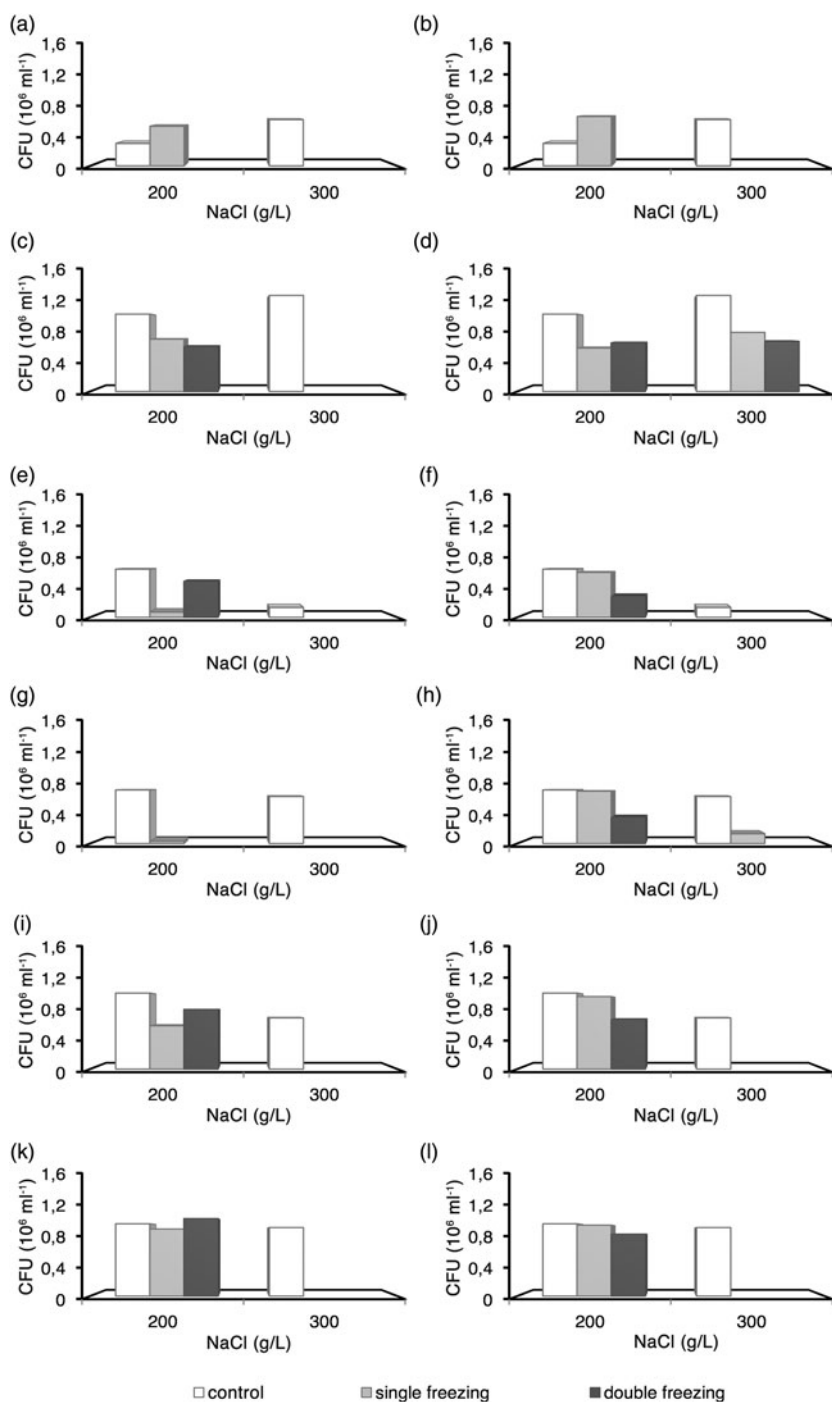 (a)
CFU (10⁶ ml⁻¹)
1,6
1,2
0,8
0,4
0
200 300
NaCl (g/L)
(b)
CFU (10⁶ ml⁻¹)
1,6
1,2
0,8
0,4
0
200 300
NaCl (g/L)
(c)
CFU (10⁶ ml⁻¹)
1,6
1,2
0,8
0,4
0
200 300
NaCl (g/L)
(d)
CFU (10⁶ ml⁻¹)
1,6
1,2
0,8
0,4
0
200 300
NaCl (g/L)
(e)
CFU (10⁶ ml⁻¹)
1,6
1,2
0,8
0,4
0
200 300
NaCl (g/L)
(f)
CFU (10⁶ ml⁻¹)
1,6
1,2
0,8
0,4
0
200 300
NaCl (g/L)
(g)
CFU (10⁶ ml⁻¹)
1,6
1,2
0,8
0,4
0
200 300
NaCl (g/L)
(h)
CFU (10⁶ ml⁻¹)
1,6
1,2
0,8
0,4
0
200 300
NaCl (g/L)
(i)
CFU (10⁶ ml⁻¹)
1,6
1,2
0,8
0,4
0
200 300
NaCl (g/L)
(j)
CFU (10⁶ ml⁻¹)
1,6
1,2
0,8
0,4
0
200 300
NaCl (g/L)
(k)
CFU (10⁶ ml⁻¹)
1,6
1,2
0,8
0,4
0
200 300
NaCl (g/L)
(l)
CFU (10⁶ ml⁻¹)
1,6
1,2
0,8
0,4
0
200 300
NaCl (g/L)
control single freezing double freezing